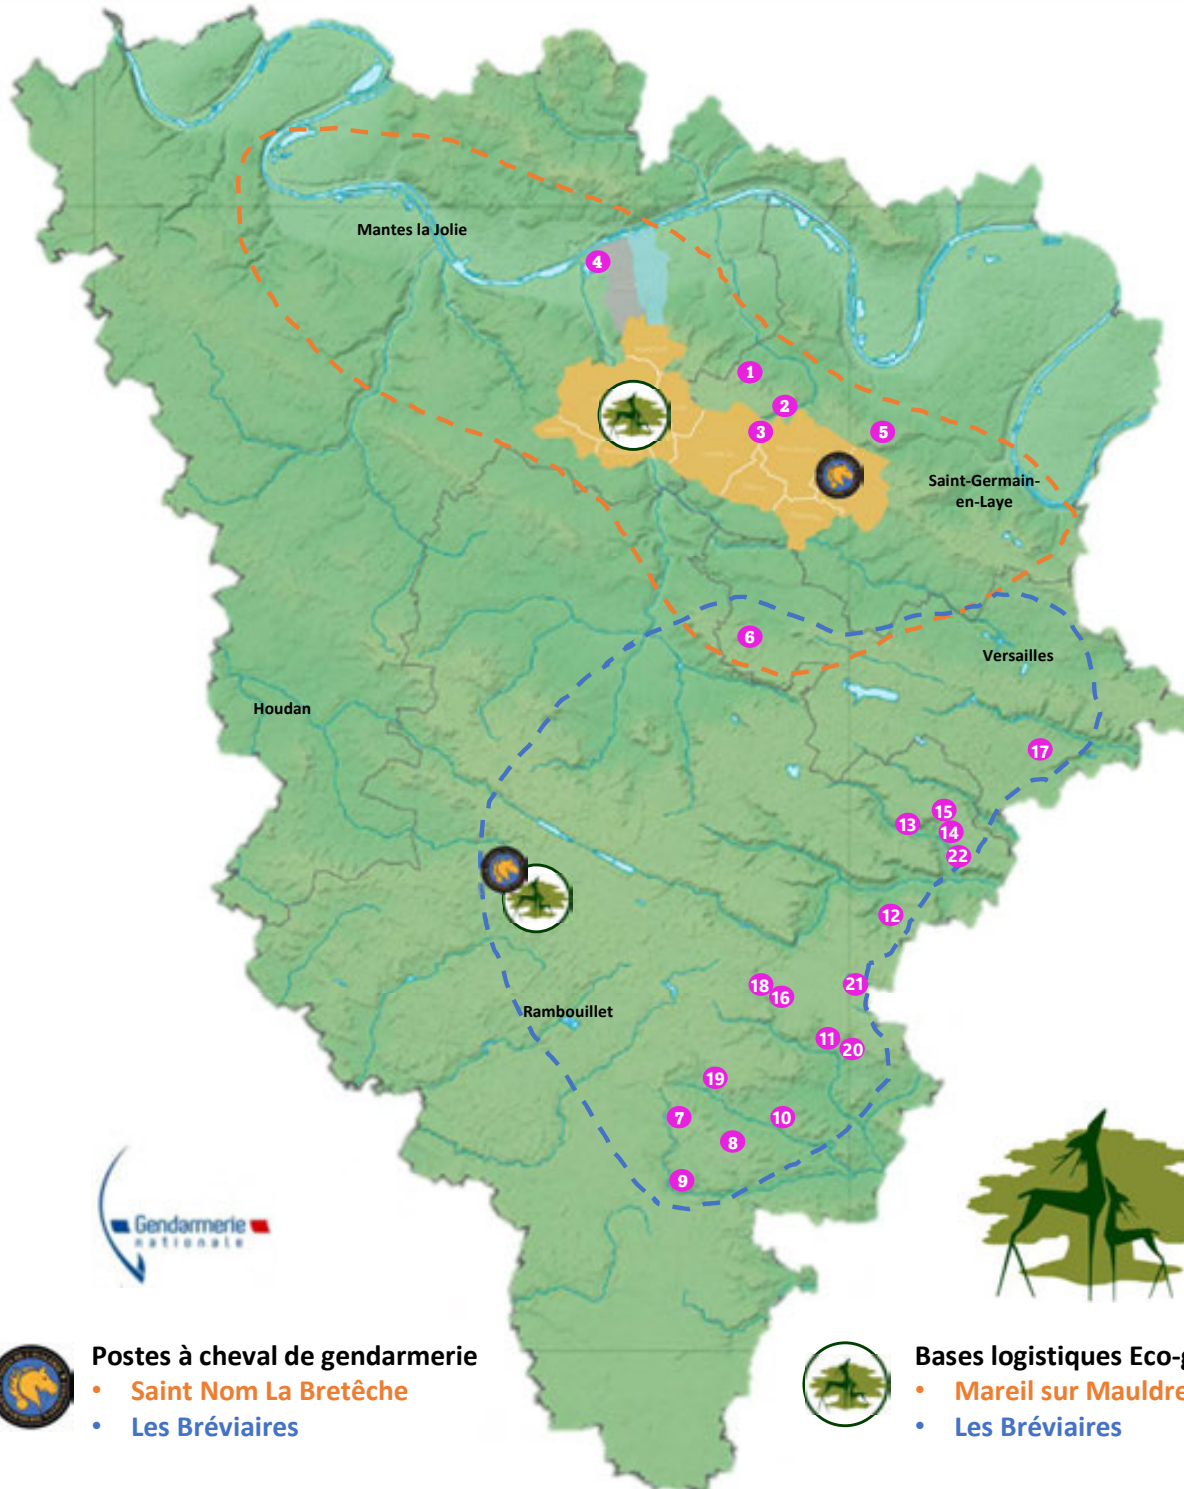 Mantes la Jolie
4
1
2
3
5
Saint-Germain-
en-Laye
6
Versailles
Houdan
17
15
13
14
22
12
18
16
21
Rambouillet
11
20
19
7
10
8
9
Gendarmerie
nationale
Postes à cheval de gendarmerie
• Saint Nom La Bretêche
• Les Bréviaires
Bases logistiques Eco-g
• Mareil sur Mauldre
• Les Bréviaires